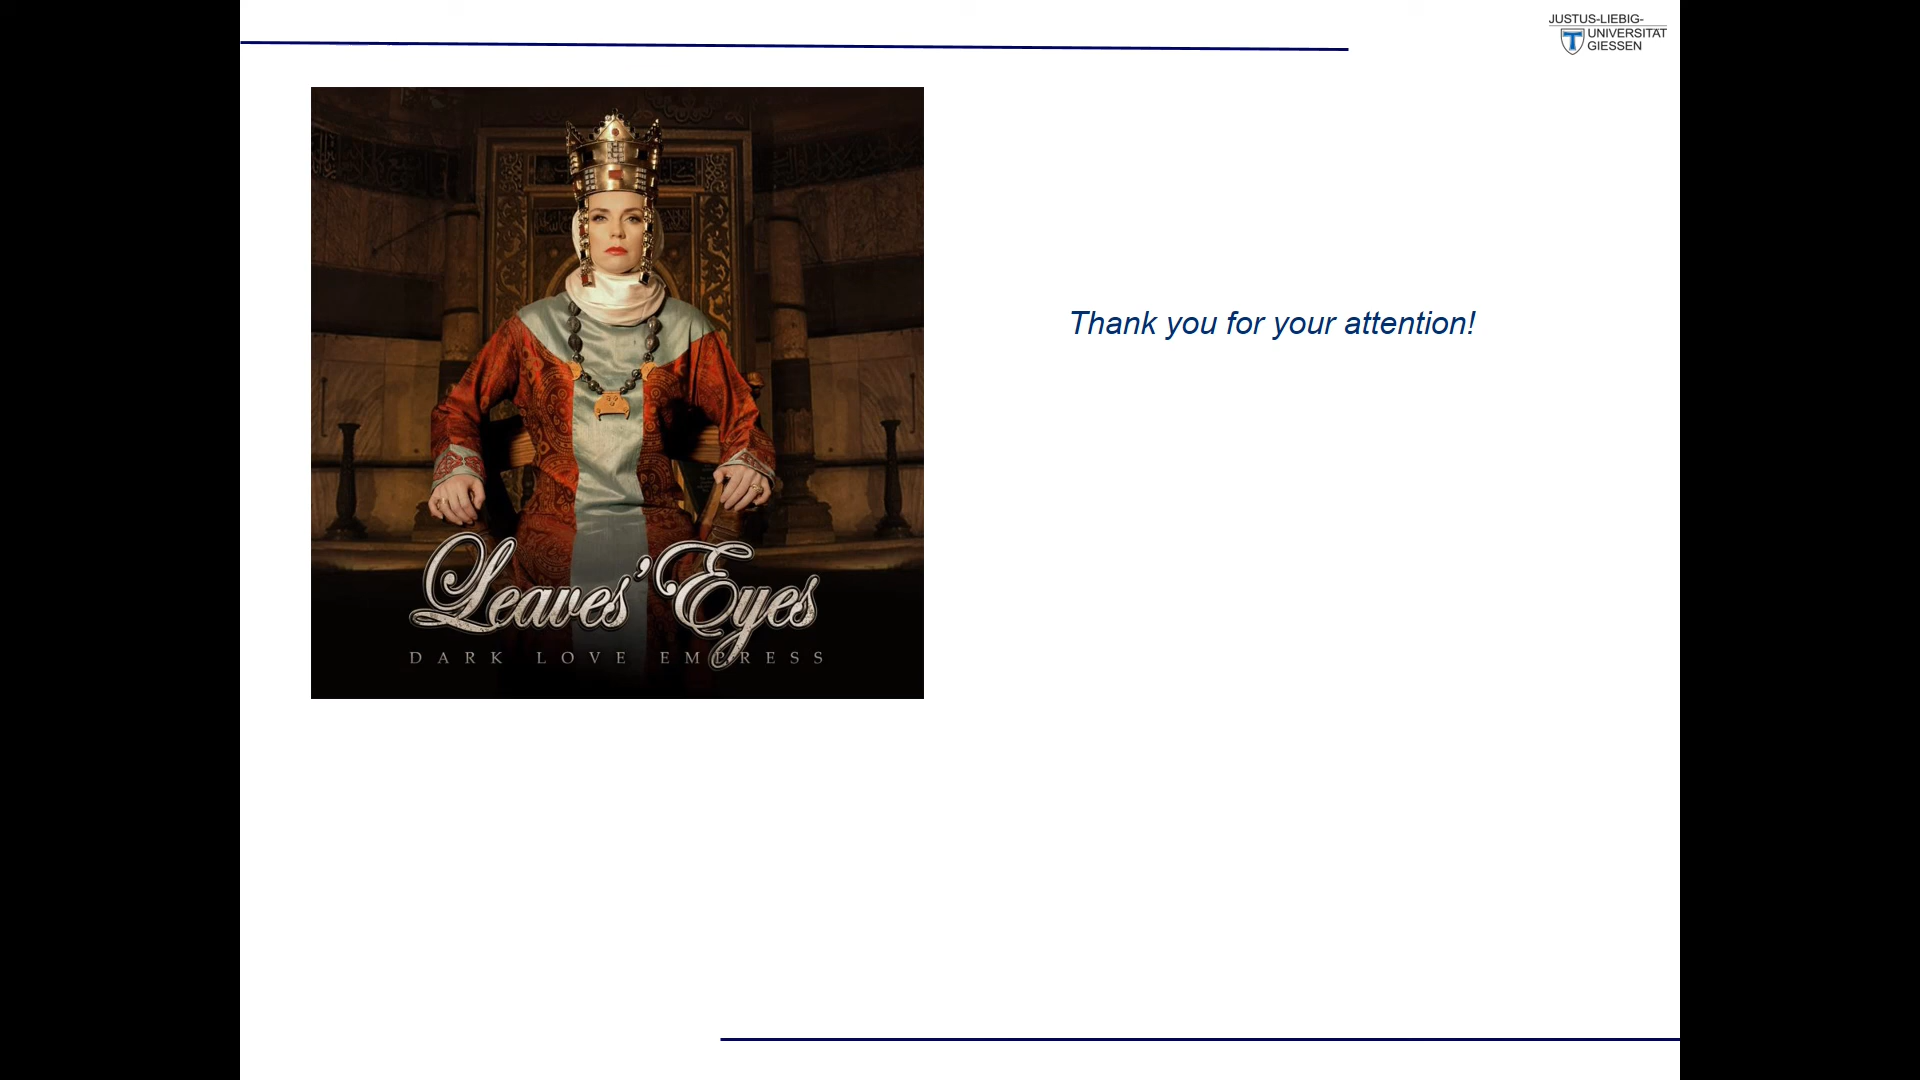 JUSTUS-LIEBIG-
UNIVERSITÄT
GIESSEN
Thank you for your attention!
Leaves' Eyes
DARK LOVE EMPRESS